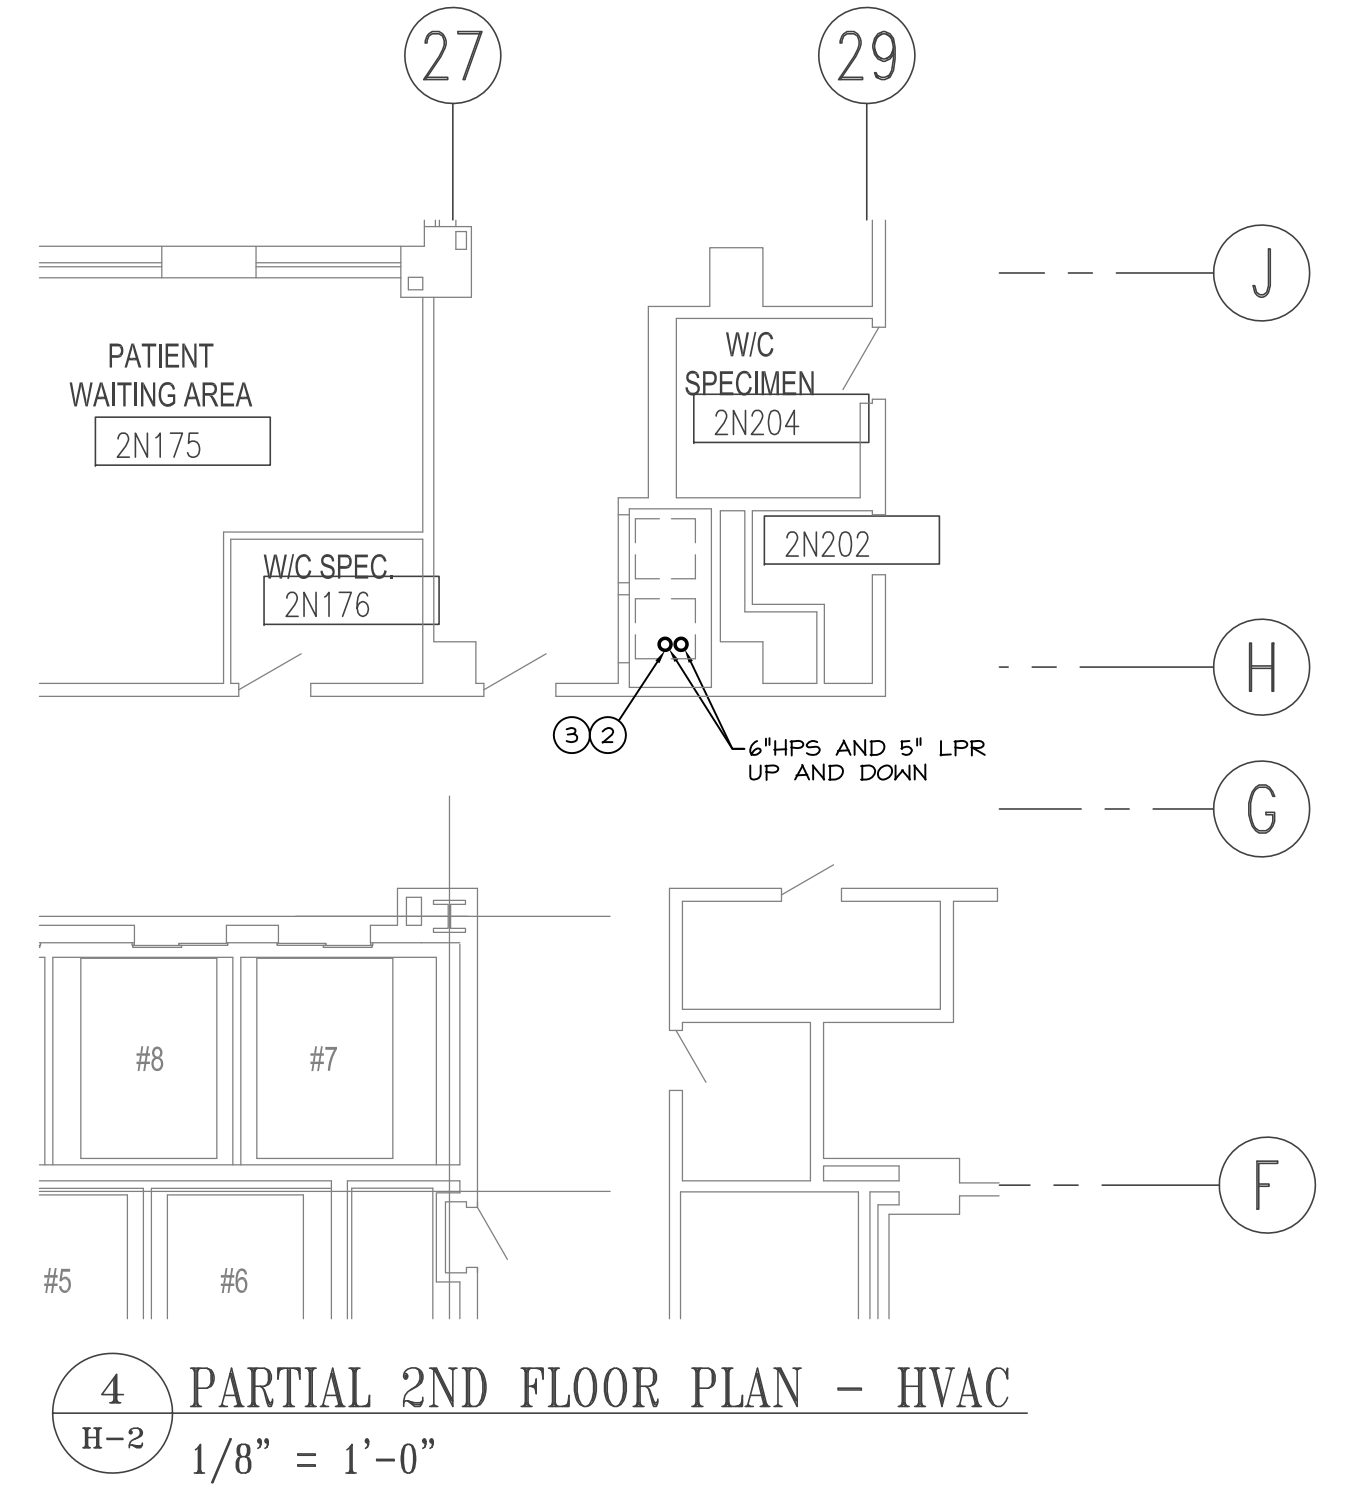 27
29
J
PATIENT
WAITING AREA
2N175
W/C
SPECIMEN
2N204
2N202
W/C SPEC.
2N176
H
3 2
6"HPS AND 5" LPR
UP AND DOWN
G
#8
#7
F
#5
#6
4
H-2
PARTIAL 2ND FLOOR PLAN - HVAC
1/8" = 1'-0"